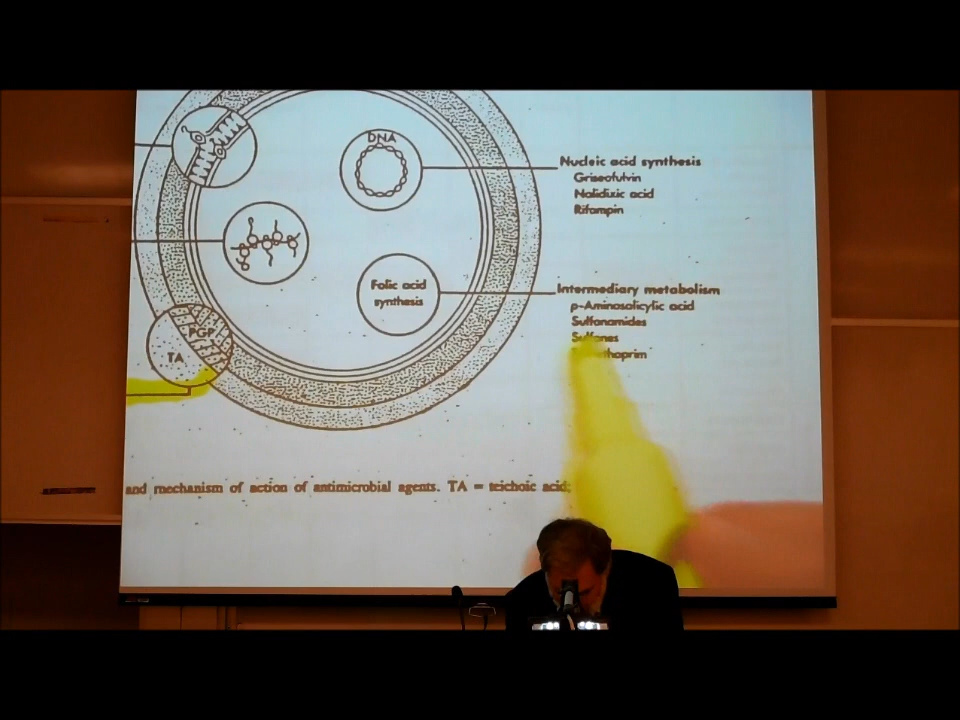 DNA
Nucleic acid synthesis
Griseofulvin
Nalidixic acid
Rifampin
Folic acid
synthesis
Intermediary metabolism
p-Aminosalicylic acid
Sulfonamides
Sulfones
PGP
TA
and mechanism of action of antimicrobial agents. TA = teichoic acid;